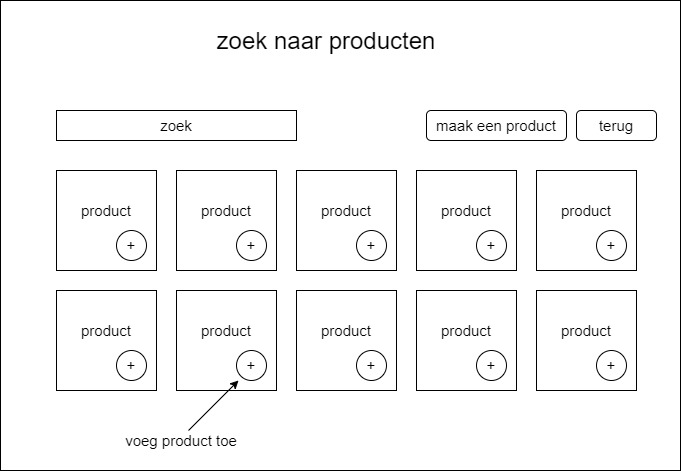 zoek naar producten
zoek
maak een product
terug
product
product
product
product
product
+
+
+
+
+
product
product
product
product
product
+
+
+
+
+
voeg product toe